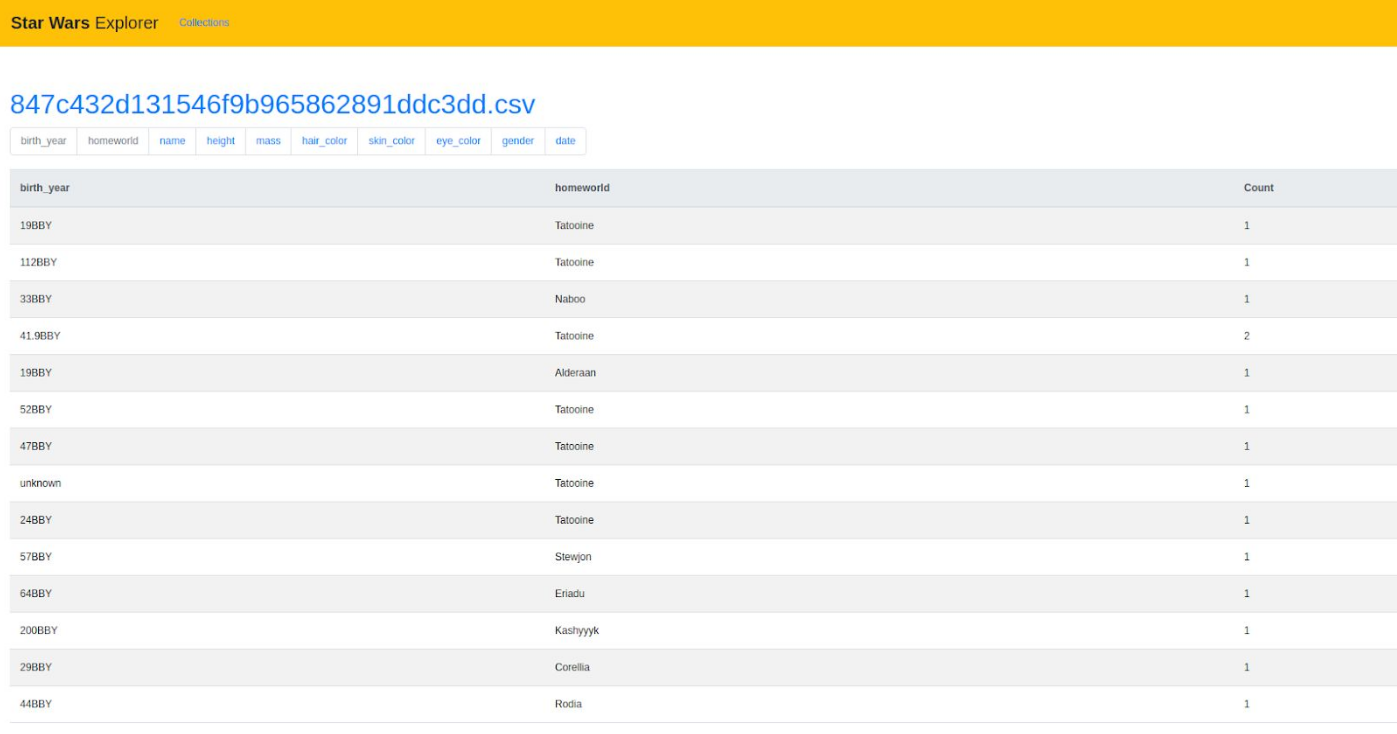 Star Wars Explorer Collections
847c432d131546f9b965862891ddc3dd.csv
birth_year homeworld name height mass hair_color skin_color eye_color gender date
birth_year homeworld Count
19BBY Tatooine 1
112BBY Tatooine 1
33BBY Naboo 1
41.9BBY Tatooine 2
19BBY Alderaan 1
52BBY Tatooine 1
47BBY Tatooine 1
unknown Tatooine 1
24BBY Tatooine 1
57BBY Stewjon 1
64BBY Eriadu 1
200BBY Kashyyyk 1
29BBY Corellia 1
44BBY Rodia 1